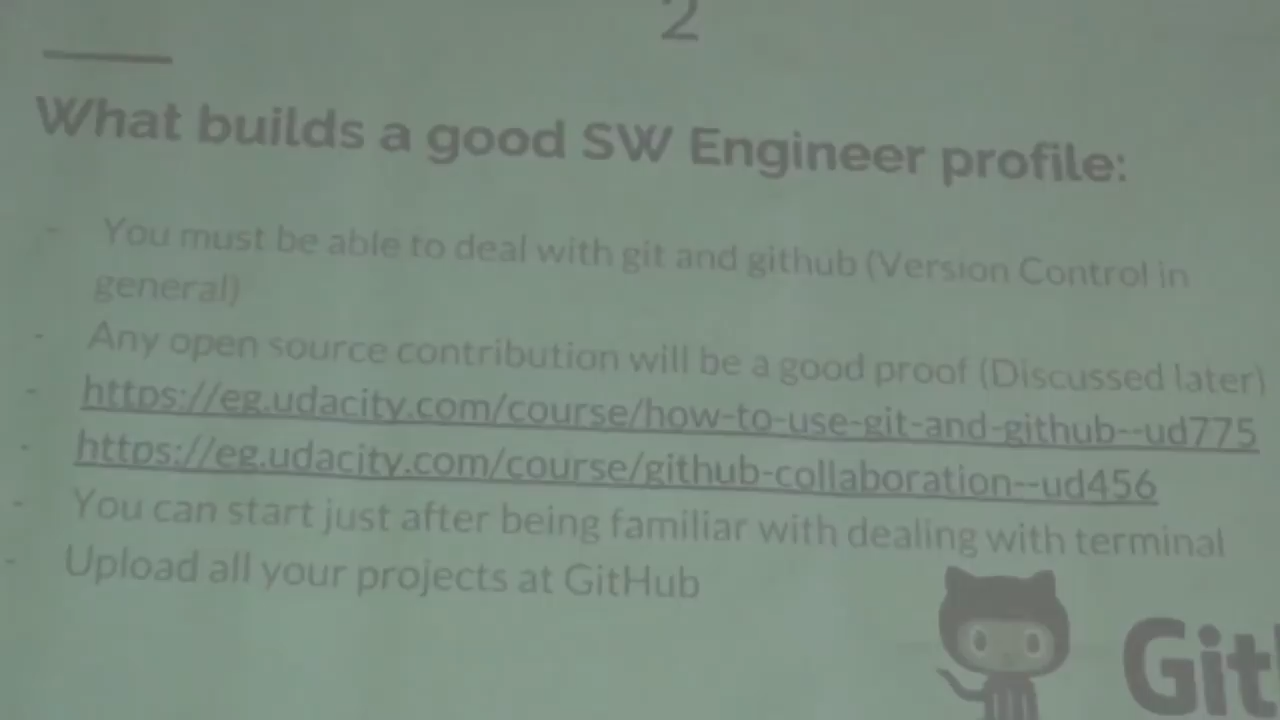 2
What builds a good SW Engineer profile:
- You must be able to deal with git and github (Version Control in
general)
- Any open source contribution will be a good proof (Discussed later)
- https://eg.udacity.com/course/how-to-use-git-and-github--ud775
- https://eg.udacity.com/course/github-collaboration--ud456
- You can start just after being familiar with dealing with terminal
- Upload all your projects at GitHub
Git